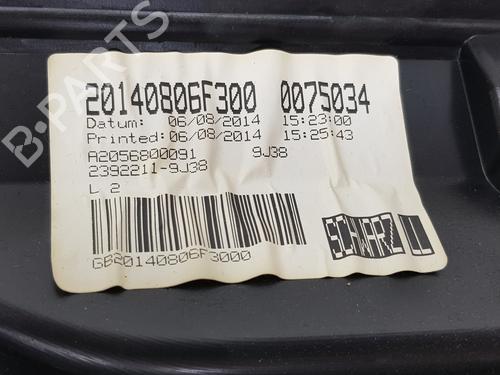 20140806F300 0075034
Datum: 06/08/2014 15:23:00
Printed: 06/08/2014 15:25:43
A2056800091 9J38
2392211-9J38
L 2
GB20140806F3000
SCHWARZ LL